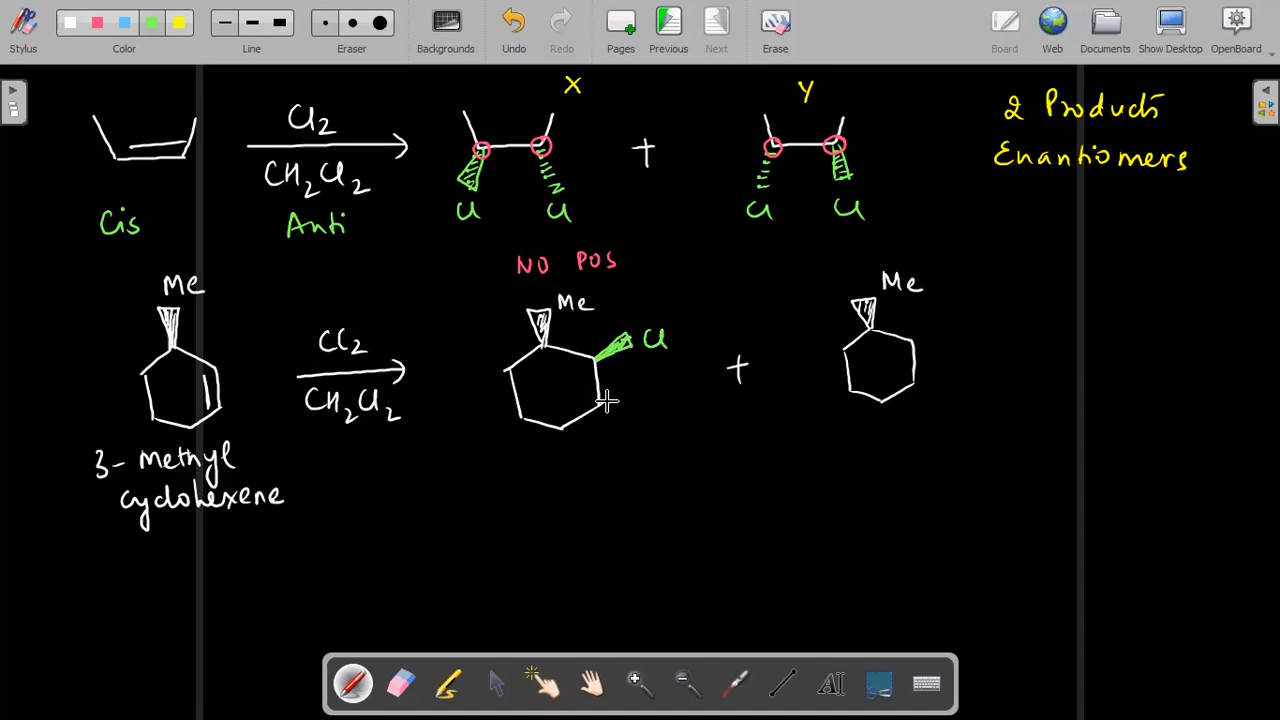 Stylus Color Line Eraser Backgrounds Undo Redo Pages Previous Next Erase Board Web Documents Show Desktop OpenBoard
X Y
2 Products
Enantiomers
Cl2
CH2Cl2
+
Cl Cl Cl Cl
Cis Anti
NO POS
Me Me Me
Cl
Cl2
CH2Cl2
+
3- Methyl
cyclohexene
AI